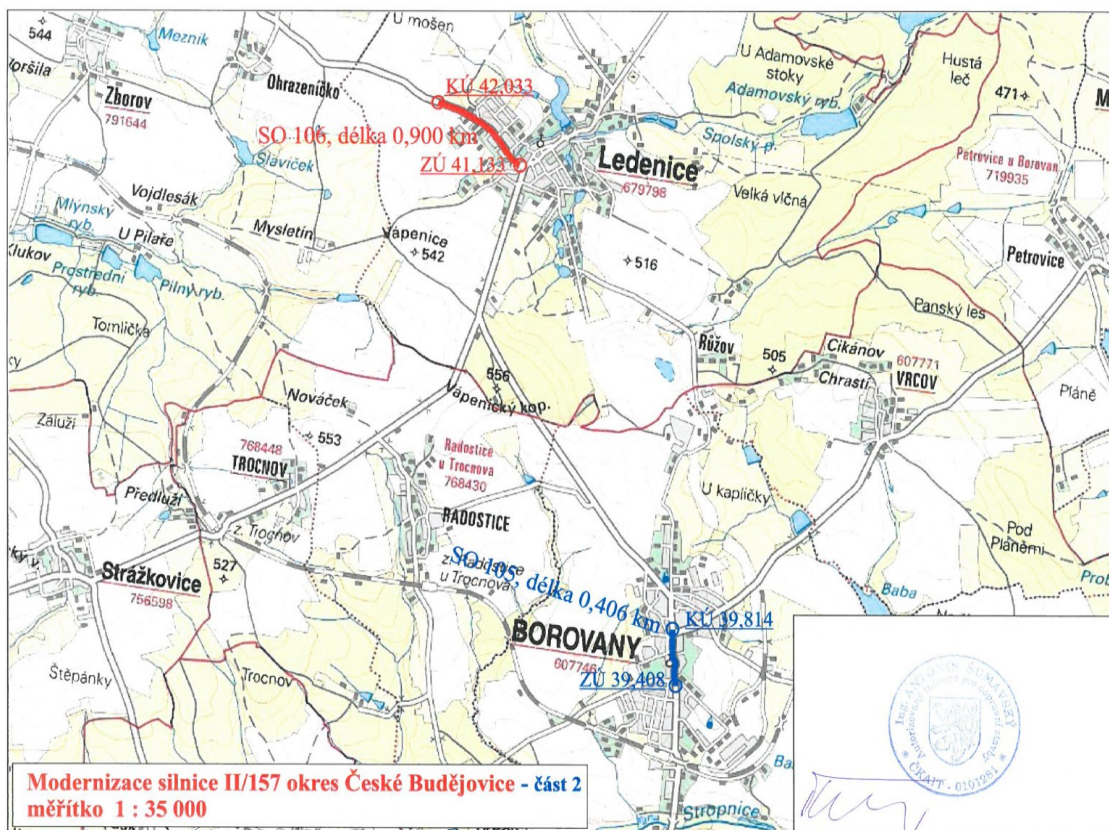 U mošen
544
Mezník
Ohrazeníčko
Zborov
791644
KÚ 42,033
SO 106, délka 0,900 km
ZÚ 41,133
U Adamovské
stoky
Hustá
leč
471
Adamovský ryb.
Spolský p.
Ledenice
679798
Petrovice u Borovan
719935
Velká vlčná
Slavíček
Vojdlesák
Mlýnský
ryb.
U Pilaře
Mysletín
Vápenice
542
516
Petrovice
Klukov
Prostřední
ryb.
Pilný ryb.
Tomlička
Panský les
Růžov
505
Cikánov
607771
Chrastí
VRCOV
Pláně
556
Vápenický kop.
Nováček
Záluží
553
768448
TROCNOV
Radostice
u Trocnova
768430
Předluží
U kapličky
RADOSTICE
z. Trocnov
Pod
Pláněmi
Strážkovice
756598
527
z. Radostice
u Trocnova
SO 105, délka 0,406 km
Baba
KÚ 39,814
BOROVANY
607746
ZÚ 39,408
Štěpánky
Trocnov
Ing. ANTONÍN ŠUMAVSKÝ
ČKAIT - 0101281
Modernizace silnice II/157 okres České Budějovice - část 2
měřítko 1 : 35 000
Stropnice